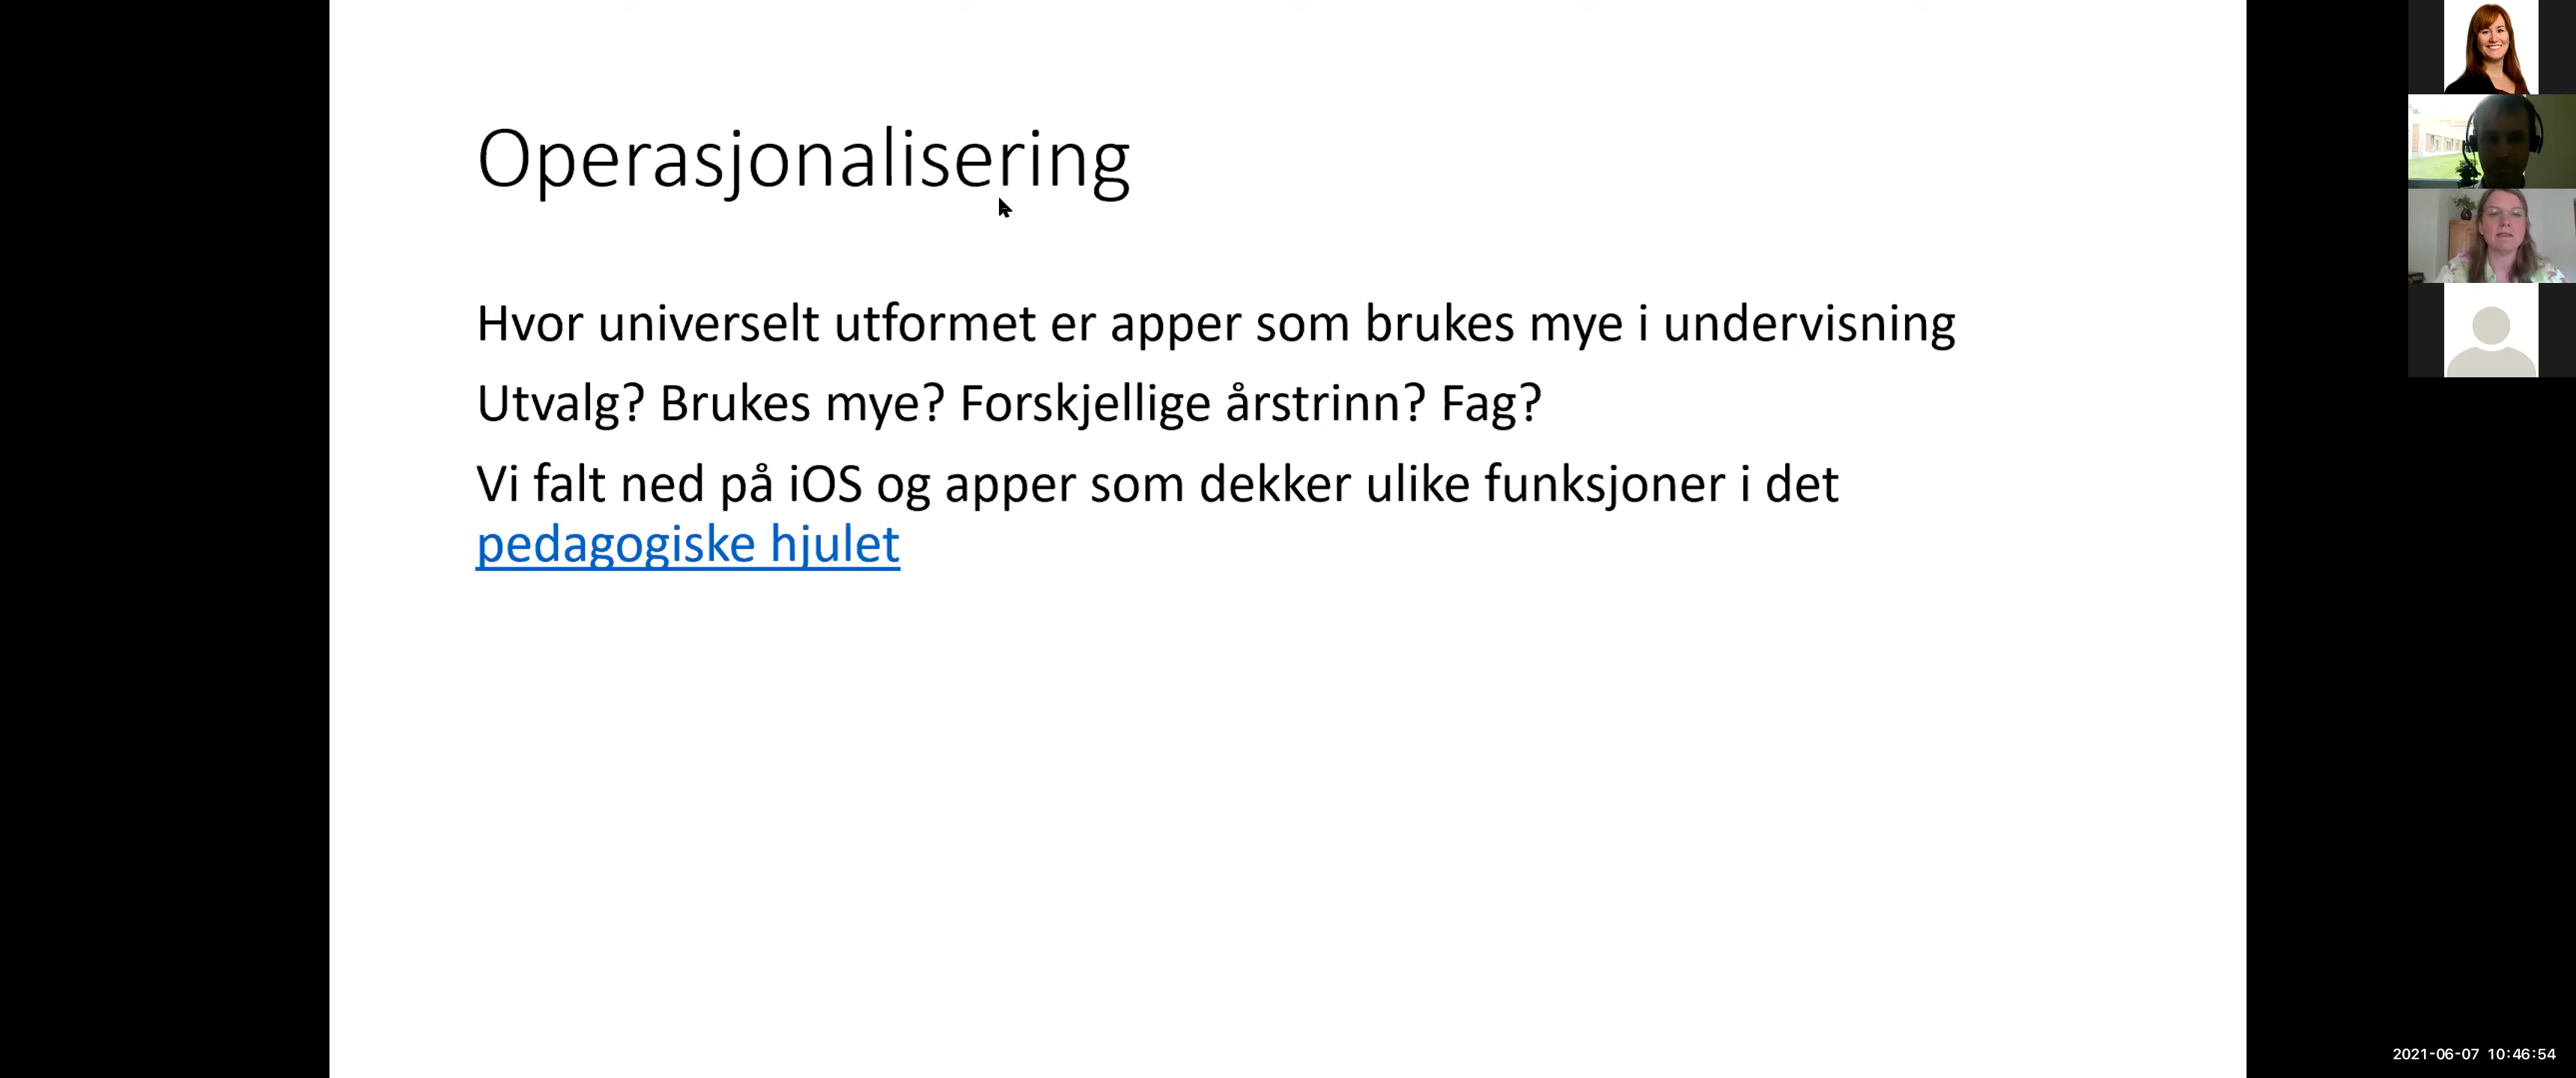 Operasjonalisering
Hvor universelt utformet er apper som brukes mye i undervisning
Utvalg? Brukes mye? Forskjellige årstrinn? Fag?
Vi falt ned på iOS og apper som dekker ulike funksjoner i det
pedagogiske hjulet
2021-06-07 10:46:54